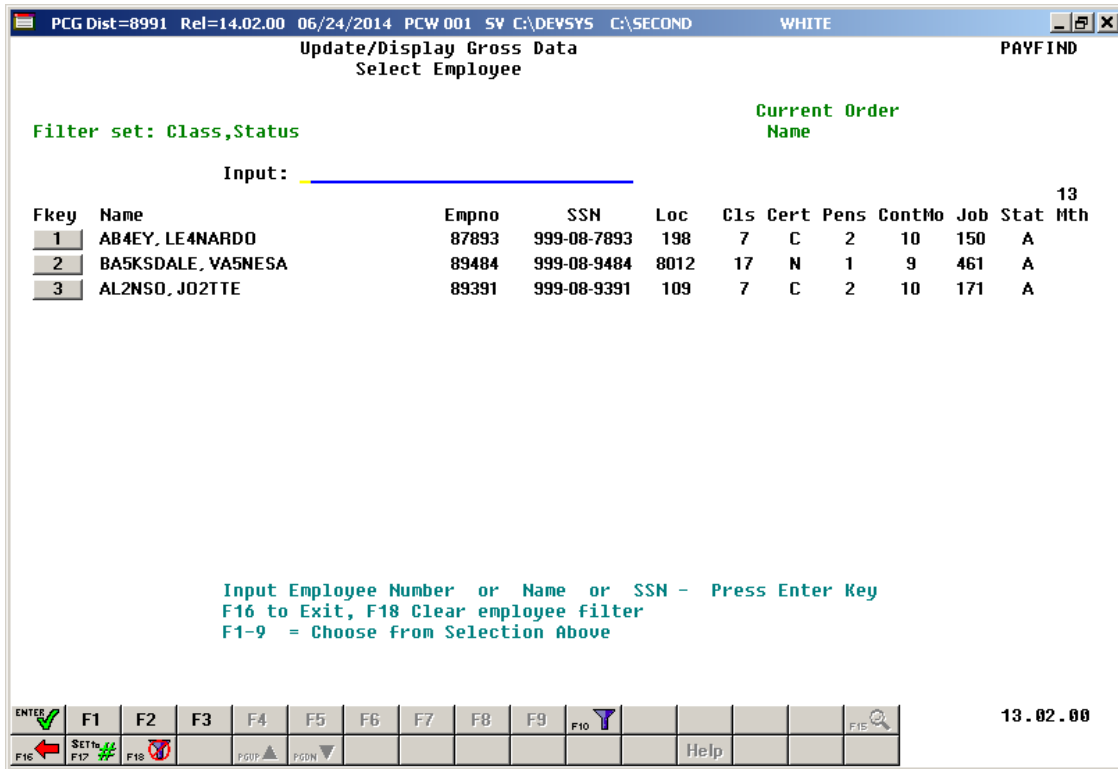 PCG Dist=8991 Rel=14.02.00 06/24/2014 PCW 001 SV C:\DEVSYS C:\SECOND WHITE
Update/Display Gross Data PAYFIND
Select Employee
Current Order
Filter set: Class,Status Name
Input:
13
Fkey Name Empno SSN Loc Cls Cert Pens ContMo Job Stat Mth
1 AB4EY, LE4NARDO 87893 999-08-7893 198 7 C 2 10 150 A
2 BA5KSDALE, VA5NESA 89484 999-08-9484 8012 17 N 1 9 461 A
3 AL2NSO, JO2TTE 89391 999-08-9391 109 7 C 2 10 171 A
Input Employee Number or Name or SSN - Press Enter Key
F16 to Exit, F18 Clear employee filter
F1-9 = Choose from Selection Above
ENTER F1 F2 F3 F4 F5 F6 F7 F8 F9 F10 F15 13.02.00
F16 SET to # F17 F18 PGUP PGDN Help